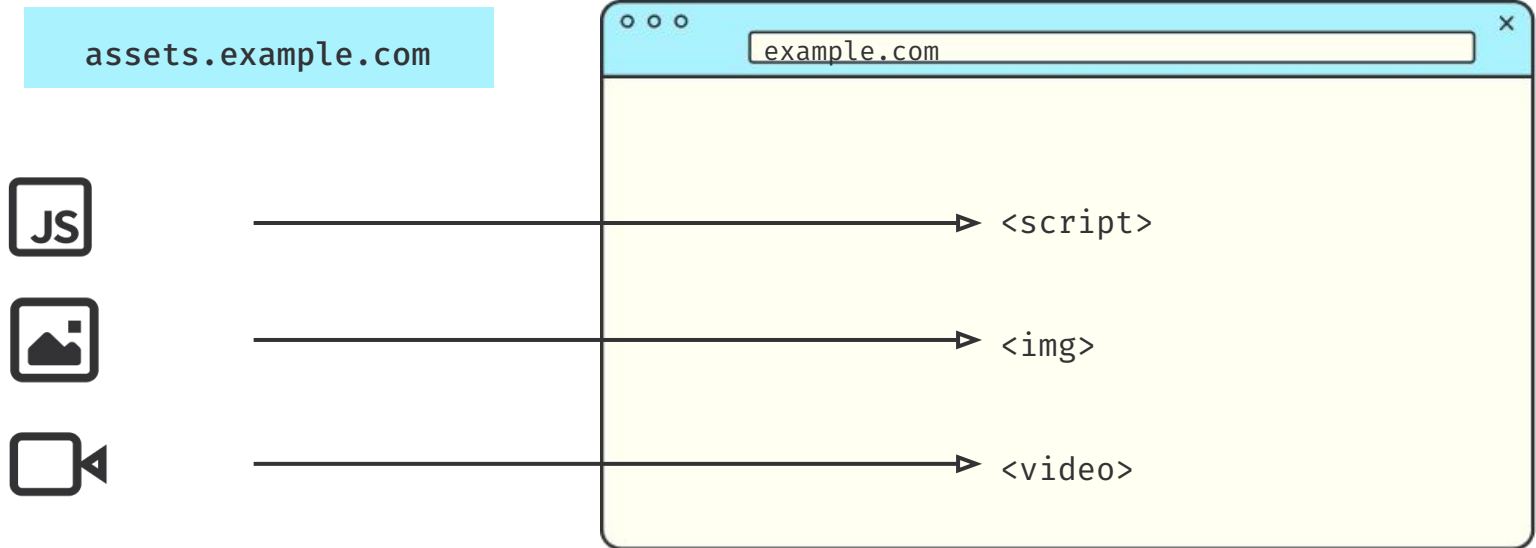 assets.example.com
example.com
JS
<script>
<img>
<video>